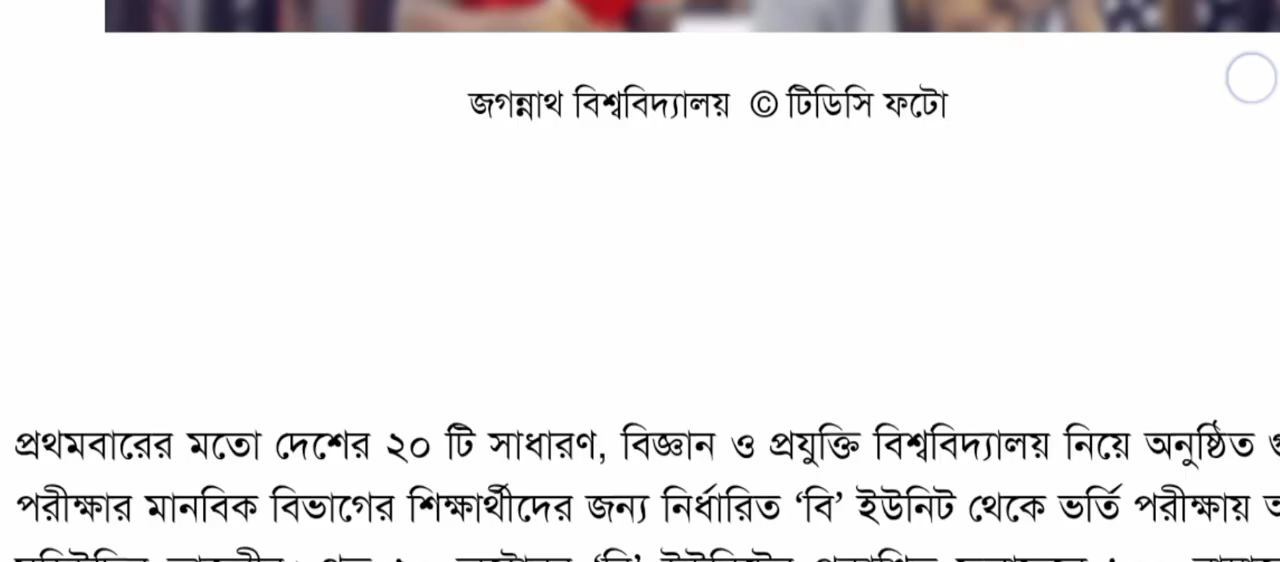 জগন্নাথ বিশ্ববিদ্যালয় © টিডিসি ফটো
প্রথমবারের মতো দেশের ২০ টি সাধারণ, বিজ্ঞান ও প্রযুক্তি বিশ্ববিদ্যালয় নিয়ে অনুষ্ঠিত
পরীক্ষার মানবিক বিভাগের শিক্ষার্থীদের জন্য নির্ধারিত ‘বি’ ইউনিট থেকে ভর্তি পরীক্ষায়